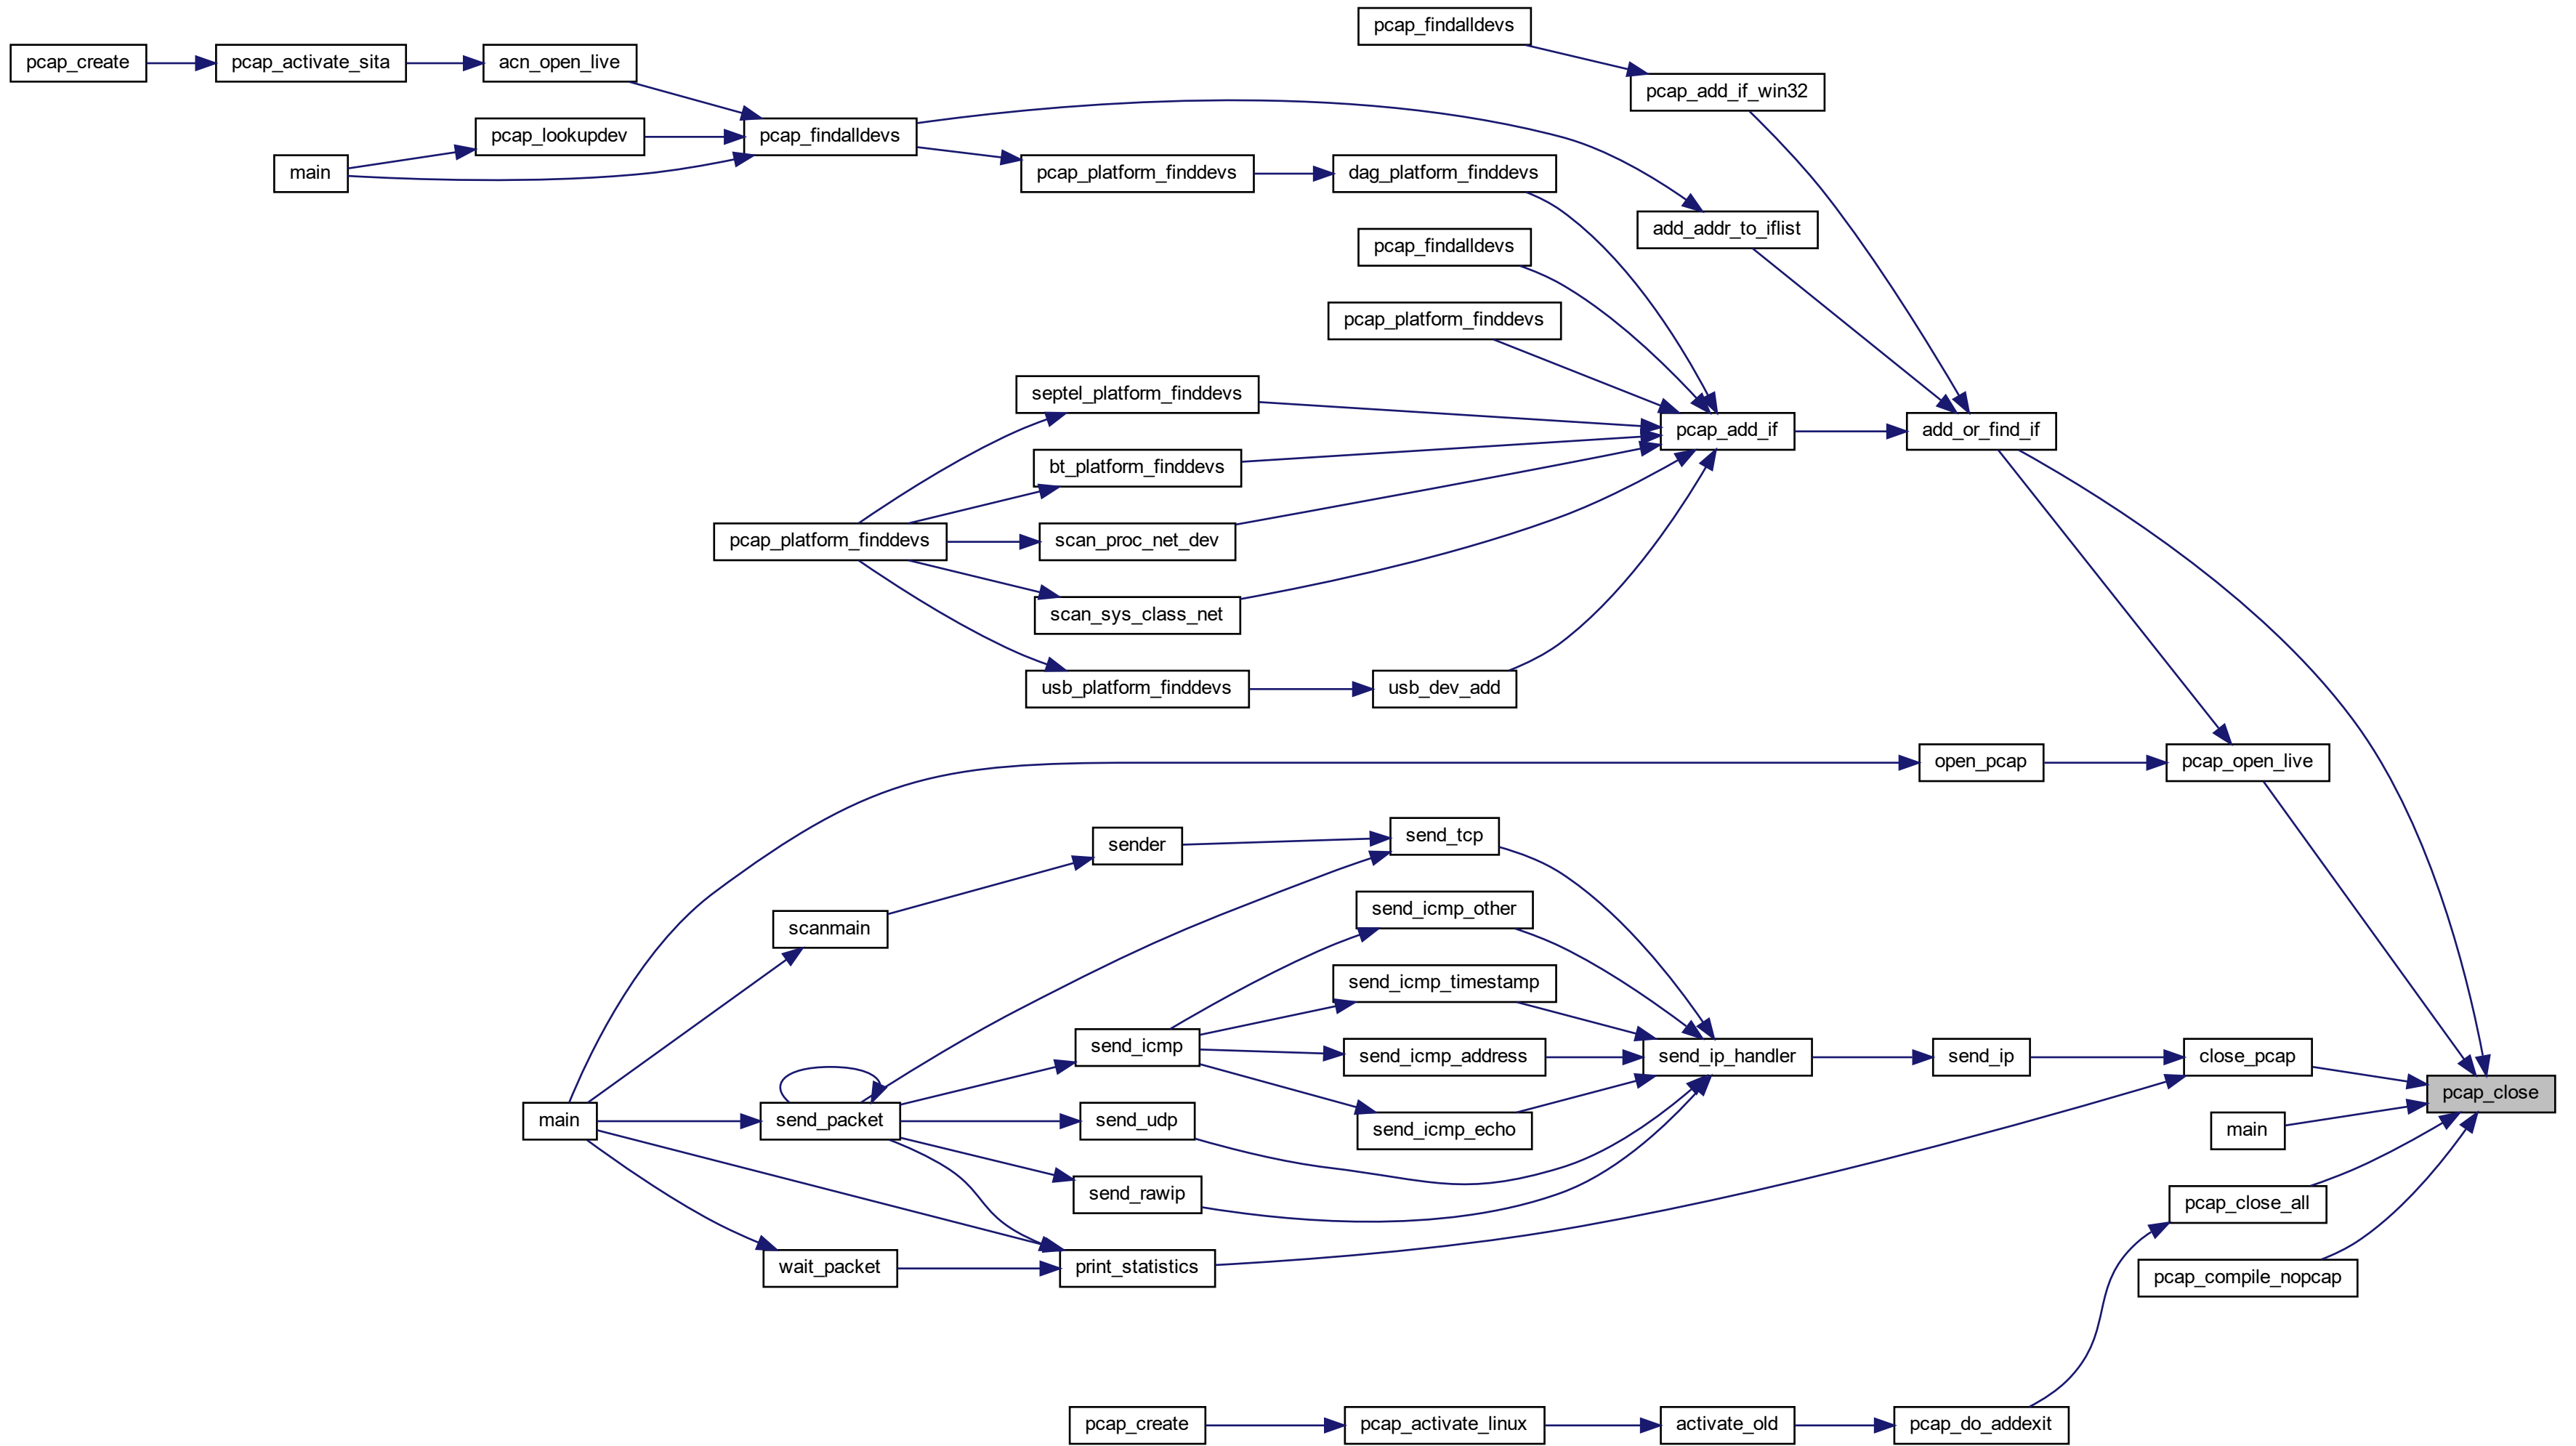 pcap_findalldevs
pcap_create
pcap_activate_sita
acn_open_live
pcap_add_if_win32
pcap_lookupdev
pcap_findalldevs
main
pcap_platform_finddevs
dag_platform_finddevs
add_addr_to_iflist
pcap_findalldevs
pcap_platform_finddevs
septel_platform_finddevs
pcap_add_if
add_or_find_if
bt_platform_finddevs
pcap_platform_finddevs
scan_proc_net_dev
scan_sys_class_net
usb_platform_finddevs
usb_dev_add
open_pcap
pcap_open_live
sender
send_tcp
scanmain
send_icmp_other
send_icmp_timestamp
send_icmp
send_icmp_address
send_ip_handler
send_ip
close_pcap
pcap_close
main
send_packet
send_udp
send_icmp_echo
main
send_rawip
pcap_close_all
wait_packet
print_statistics
pcap_compile_nopcap
pcap_create
pcap_activate_linux
activate_old
pcap_do_addexit